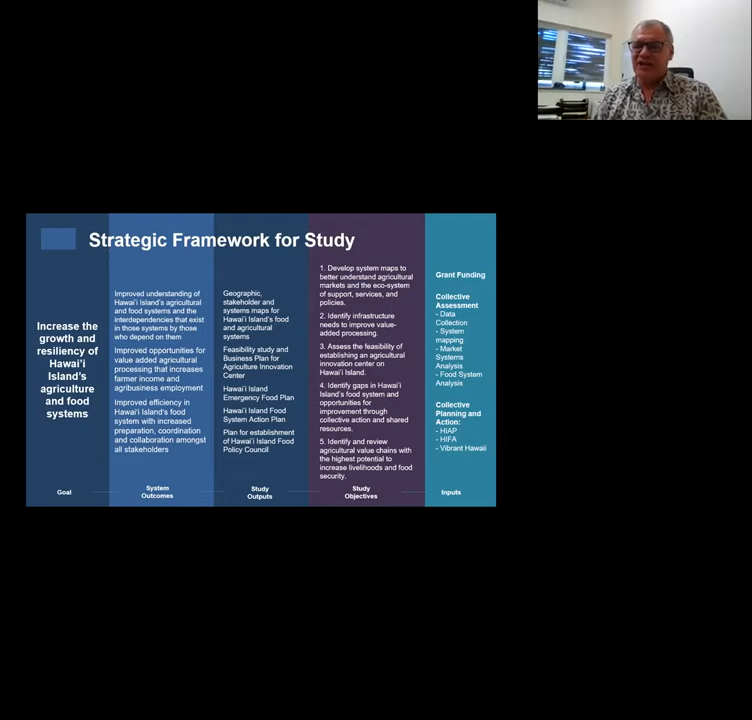 Strategic Framework for Study
Increase the
growth and
resiliency of
Hawai'i
Island's
agriculture
and food
systems
Goal
Improved understanding of
Hawai'i Island's agricultural
and food systems and the
interdependencies that exist
in those systems by those
who depend on them
Improved opportunities for
value added agricultural
processing that increases
farmer income and
agribusiness employment
Improved efficiency in
Hawai'i Island's food
system with increased
preparation, coordination
and collaboration amongst
all stakeholders
System
Outcomes
Geographic,
stakeholder and
systems maps for
Hawai'i Island's food
and agricultural
systems
Feasibility study and
Business Plan for
Agriculture Innovation
Center
Hawai'i Island
Emergency Food Plan
Hawai'i Island Food
System Action Plan
Plan for establishment
of Hawai'i Island Food
Policy Council
Study
Outputs
1. Develop system maps to
better understand agricultural
markets and the eco-system
of support, services, and
policies.
2. Identify infrastructure
needs to improve value-
added processing.
3. Assess the feasibility of
establishing an agricultural
innovation center on
Hawai'i Island.
4. Identify gaps in Hawai'i
Island's food system and
opportunities for
improvement through
collective action and shared
resources.
5. Identify and review
agricultural value chains with
the highest potential to
increase livelihoods and food
security.
Study
Objectives
Grant Funding
Collective
Assessment
- Data
Collection
- System
mapping
- Market
Systems
Analysis
- Food System
Analysis
Collective
Planning and
Action:
- HIAP
- HIFA
- Vibrant Hawaii
Inputs